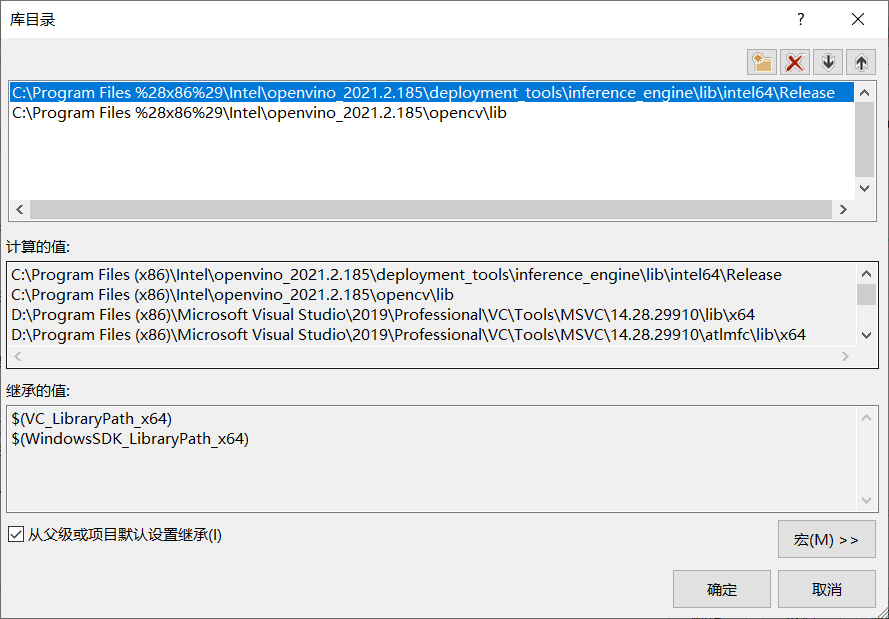 库目录
C:\Program Files %28x86%29\Intel\openvino_2021.2.185\deployment_tools\inference_engine\lib\intel64\Release
C:\Program Files %28x86%29\Intel\openvino_2021.2.185\opencv\lib
计算的值:
C:\Program Files (x86)\Intel\openvino_2021.2.185\deployment_tools\inference_engine\lib\intel64\Release
C:\Program Files (x86)\Intel\openvino_2021.2.185\opencv\lib
D:\Program Files (x86)\Microsoft Visual Studio\2019\Professional\VC\Tools\MSVC\14.28.29910\lib\x64
D:\Program Files (x86)\Microsoft Visual Studio\2019\Professional\VC\Tools\MSVC\14.28.29910\atlmfc\lib\x64
继承的值:
$(VC_LibraryPath_x64)
$(WindowsSDK_LibraryPath_x64)
从父级或项目默认设置继承(I)
宏(M) >>
确定
取消